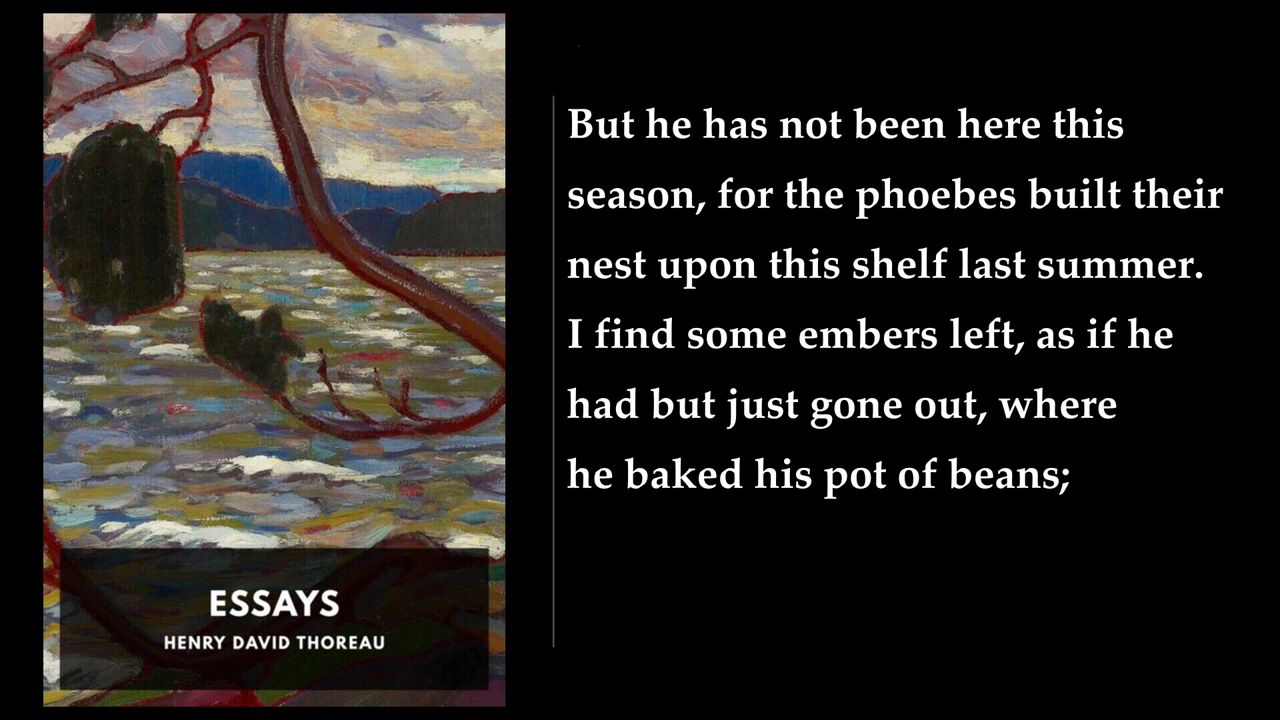 ESSAYS
HENRY DAVID THOREAU
But he has not been here this
season, for the phoebes built their
nest upon this shelf last summer.
I find some embers left, as if he
had but just gone out, where
he baked his pot of beans;